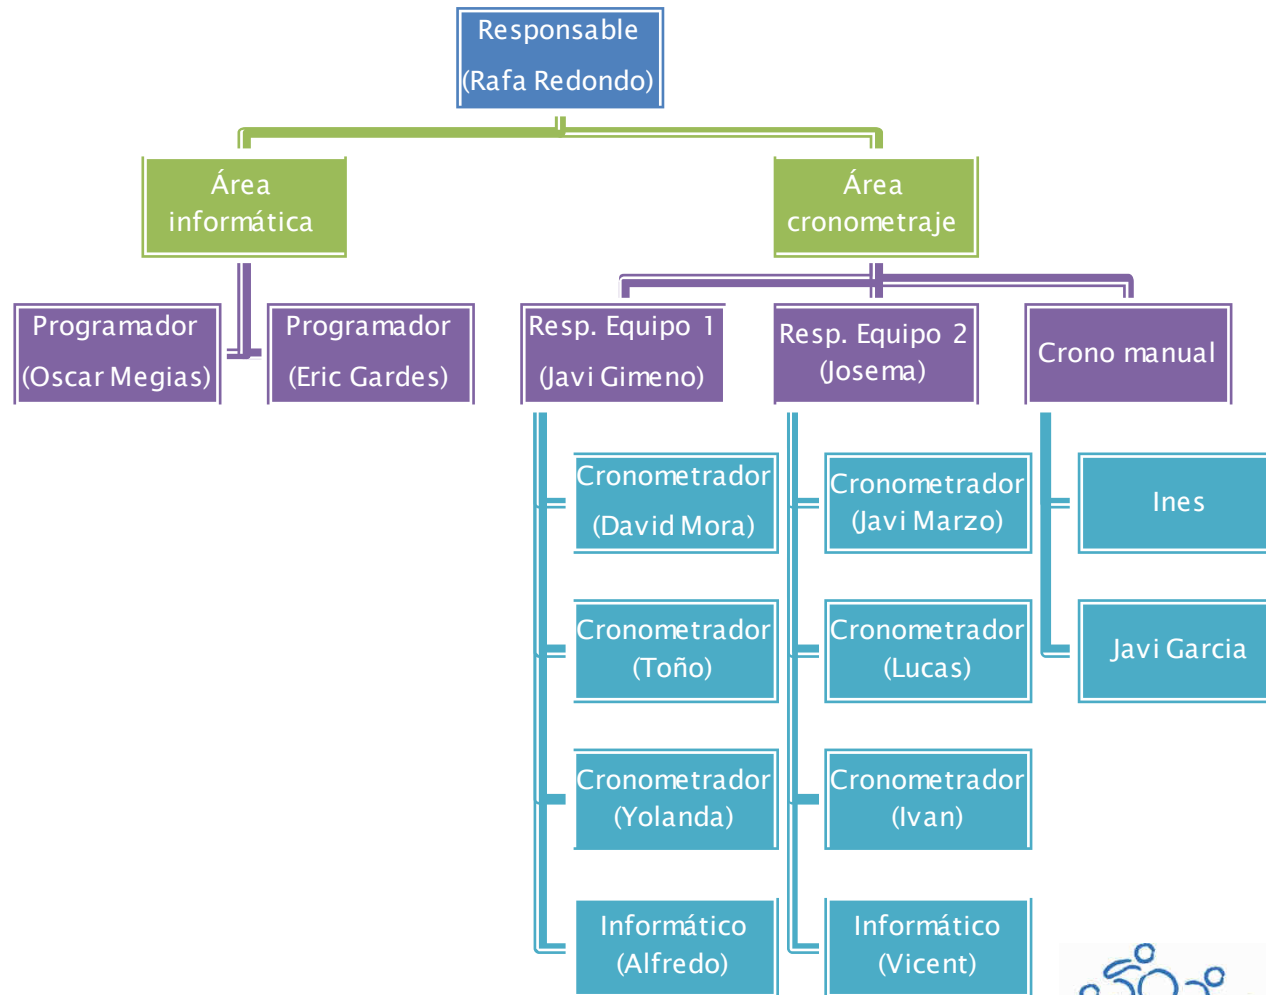 Responsable
(Rafa Redondo)
Área
informática
Área
cronometraje
Programador
(Oscar Megias)
Programador
(Eric Gardes)
Resp. Equipo 1
(Javi Gimeno)
Resp. Equipo 2
(Josema)
Crono manual
Cronometrador
(David Mora)
Cronometrador
(Javi Marzo)
Ines
Cronometrador
(Toño)
Cronometrador
(Lucas)
Javi Garcia
Cronometrador
(Yolanda)
Cronometrador
(Ivan)
Informático
(Alfredo)
Informático
(Vicent)